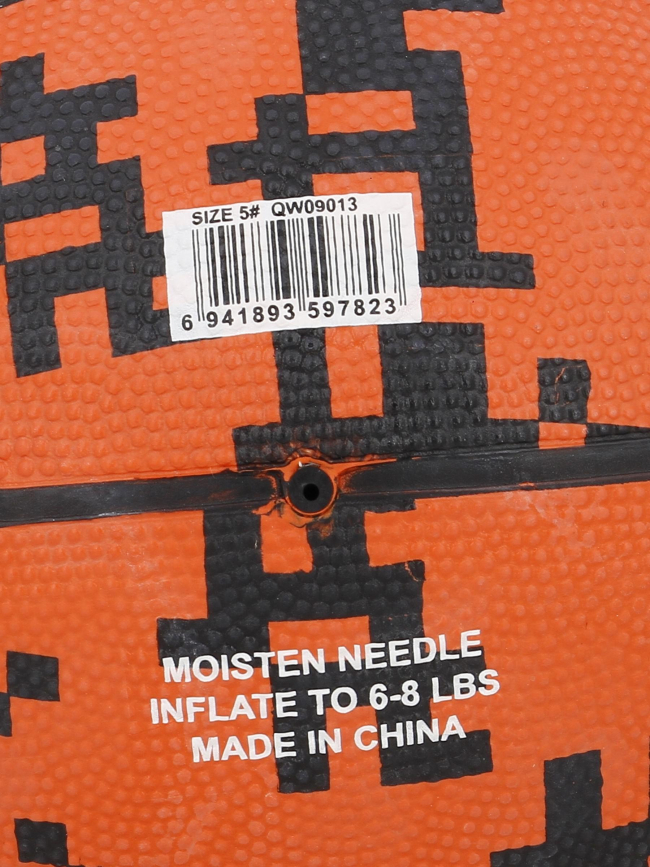 SIZE 5# QW09013
6 941893 597823
MOISTEN NEEDLE
INFLATE TO 6-8 LBS
MADE IN CHINA